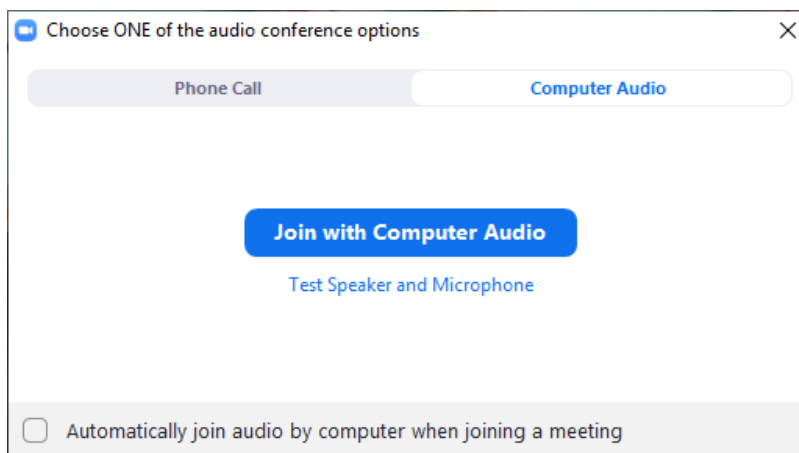 Choose ONE of the audio conference options
Phone Call Computer Audio
Join with Computer Audio
Test Speaker and Microphone
Automatically join audio by computer when joining a meeting